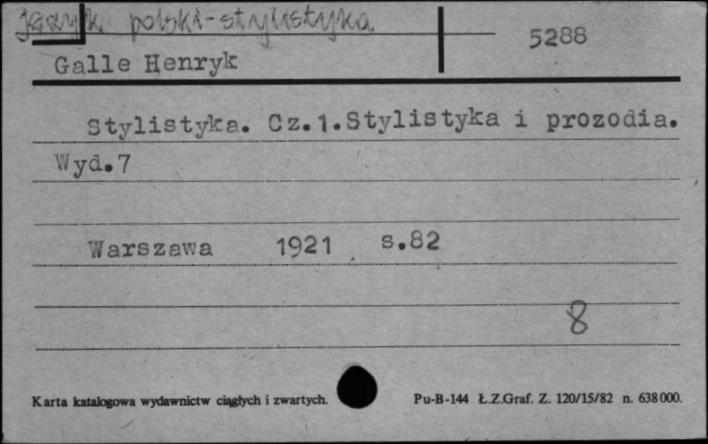 język polski-stylistyka
5288
Galle Henryk
Stylistyka. Cz.1.Stylistyka i prozodia.
Wyd.7
Warszawa 1921 s.82
8
Karta katalogowa wydawnictw ciągłych i zwartych.
Pu-B-144 Ł.Z.Graf. Z. 120/15/82 n. 638000.